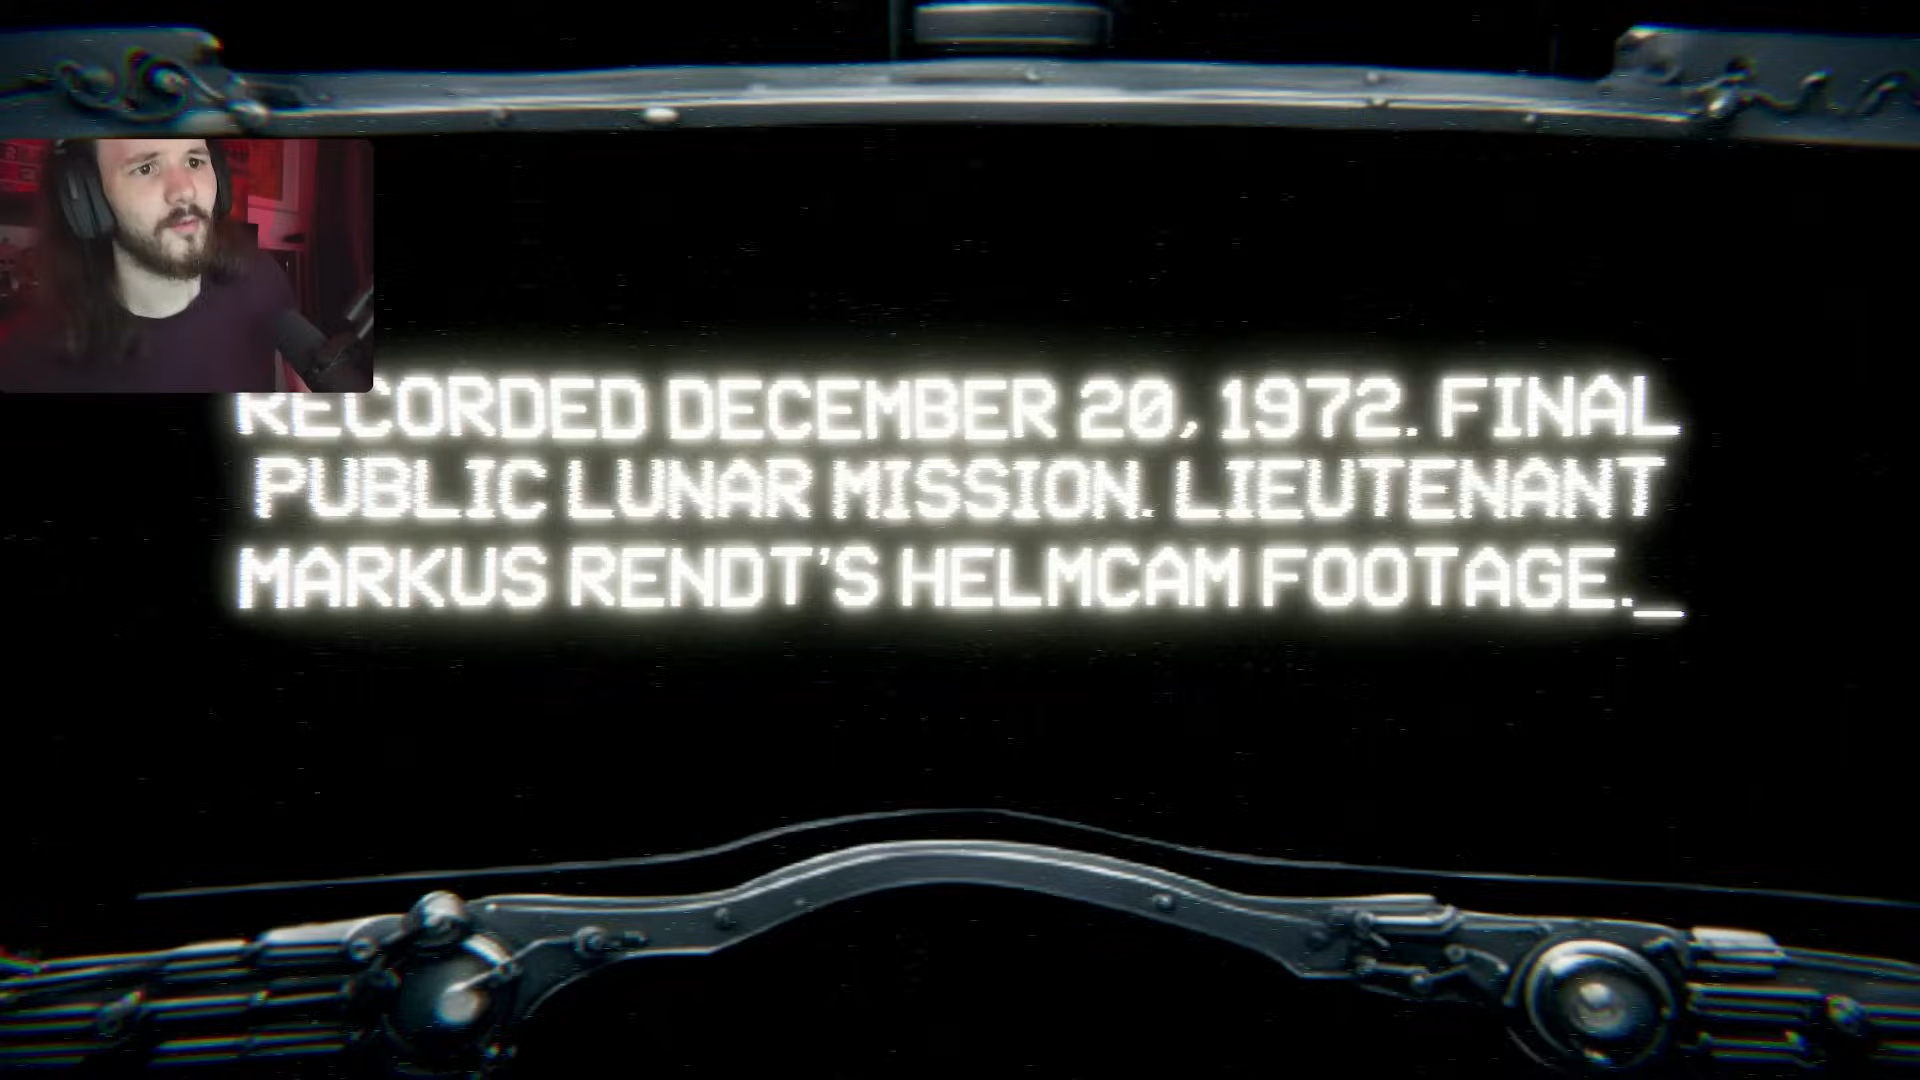 RECORDED DECEMBER 20, 1972. FINAL
PUBLIC LUNAR MISSION. LIEUTENANT
MARKUS RENDT'S HELMCAM FOOTAGE._